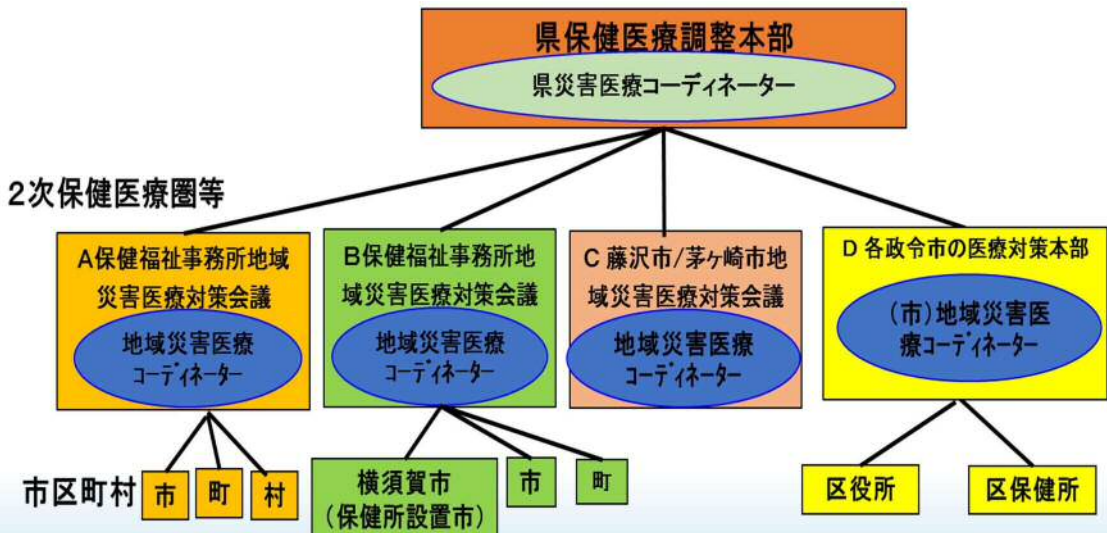 県保健医療調整本部
県災害医療コーディネーター
2次保健医療圏等
A保健福祉事務所地域
災害医療対策会議
地域災害医療
コーディネーター
B保健福祉事務所地
域災害医療対策会議
地域災害医療
コーディネーター
C 藤沢市/茅ヶ崎市地
域災害医療対策会議
地域災害医療
コーディネーター
D 各政令市の医療対策本部
(市)地域災害医
療コーディネーター
市区町村
市
町
村
横須賀市
(保健所設置市)
市
町
区役所
区保健所